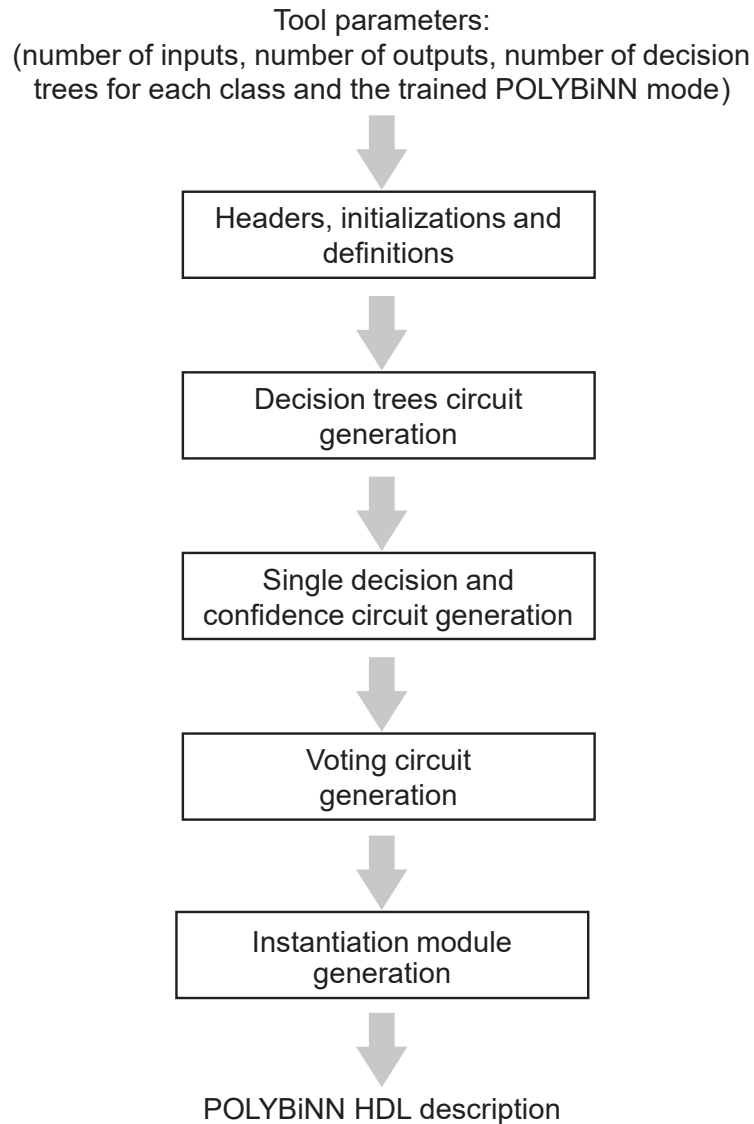 Tool parameters:
(number of inputs, number of outputs, number of decision
trees for each class and the trained POLYBiNN mode)
Headers, initializations and
definitions
Decision trees circuit
generation
Single decision and
confidence circuit generation
Voting circuit
generation
Instantiation module
generation
POLYBiNN HDL description